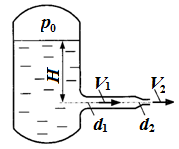 p₀
H
V₁ V₂
d₁ d₂